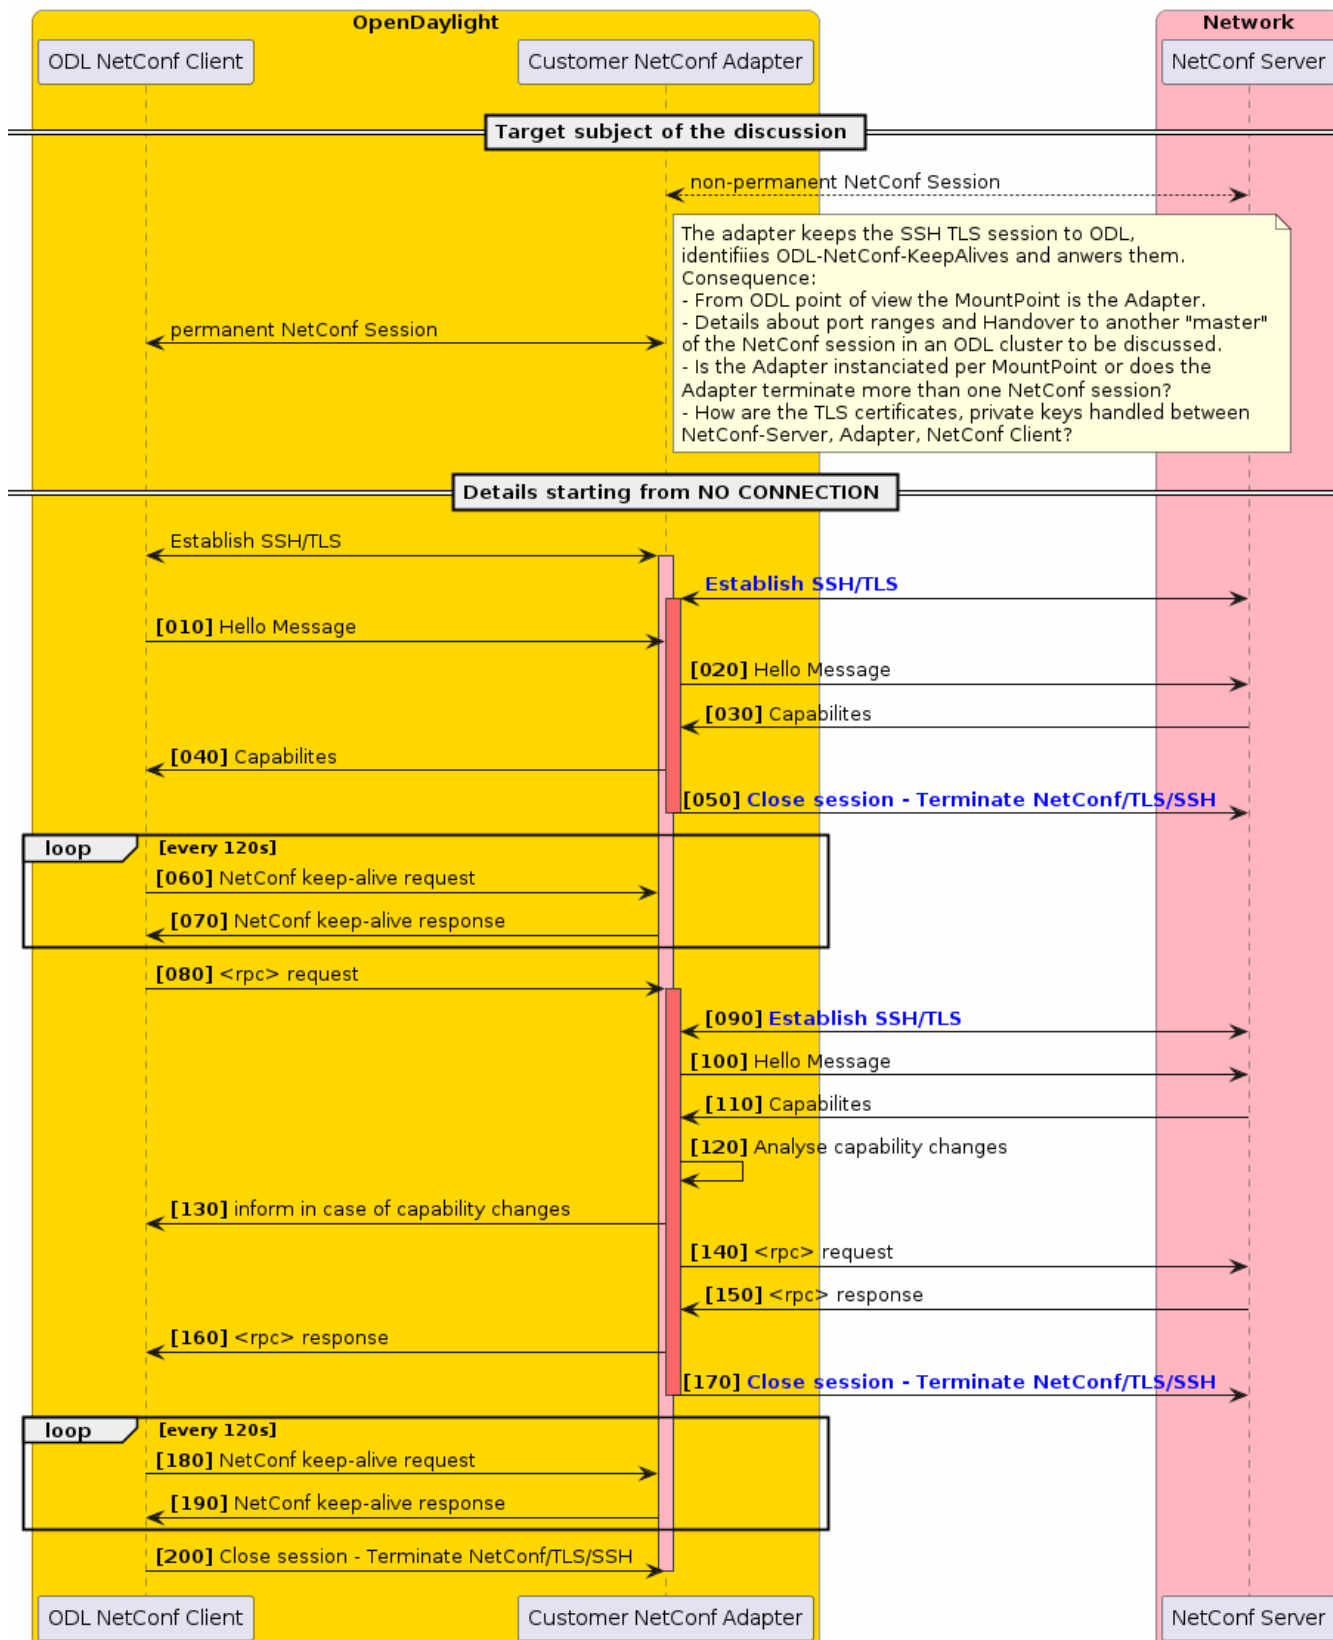 OpenDaylight
Network
ODL NetConf Client
Customer NetConf Adapter
NetConf Server
Target subject of the discussion
non-permanent NetConf Session
The adapter keeps the SSH TLS session to ODL,
identifiies ODL-NetConf-KeepAlives and anwers them.
Consequence:
- From ODL point of view the MountPoint is the Adapter.
- Details about port ranges and Handover to another "master"
of the NetConf session in an ODL cluster to be discussed.
- Is the Adapter instanciated per MountPoint or does the
Adapter terminate more than one NetConf session?
- How are the TLS certificates, private keys handled between
NetConf-Server, Adapter, NetConf Client?
permanent NetConf Session
Details starting from NO CONNECTION
Establish SSH/TLS
Establish SSH/TLS
[010] Hello Message
[020] Hello Message
[030] Capabilites
[040] Capabilites
[050] Close session - Terminate NetConf/TLS/SSH
loop [every 120s]
[060] NetConf keep-alive request
[070] NetConf keep-alive response
[080] <rpc> request
[090] Establish SSH/TLS
[100] Hello Message
[110] Capabilites
[120] Analyse capability changes
[130] inform in case of capability changes
[140] <rpc> request
[150] <rpc> response
[160] <rpc> response
[170] Close session - Terminate NetConf/TLS/SSH
loop [every 120s]
[180] NetConf keep-alive request
[190] NetConf keep-alive response
[200] Close session - Terminate NetConf/TLS/SSH
ODL NetConf Client
Customer NetConf Adapter
NetConf Server